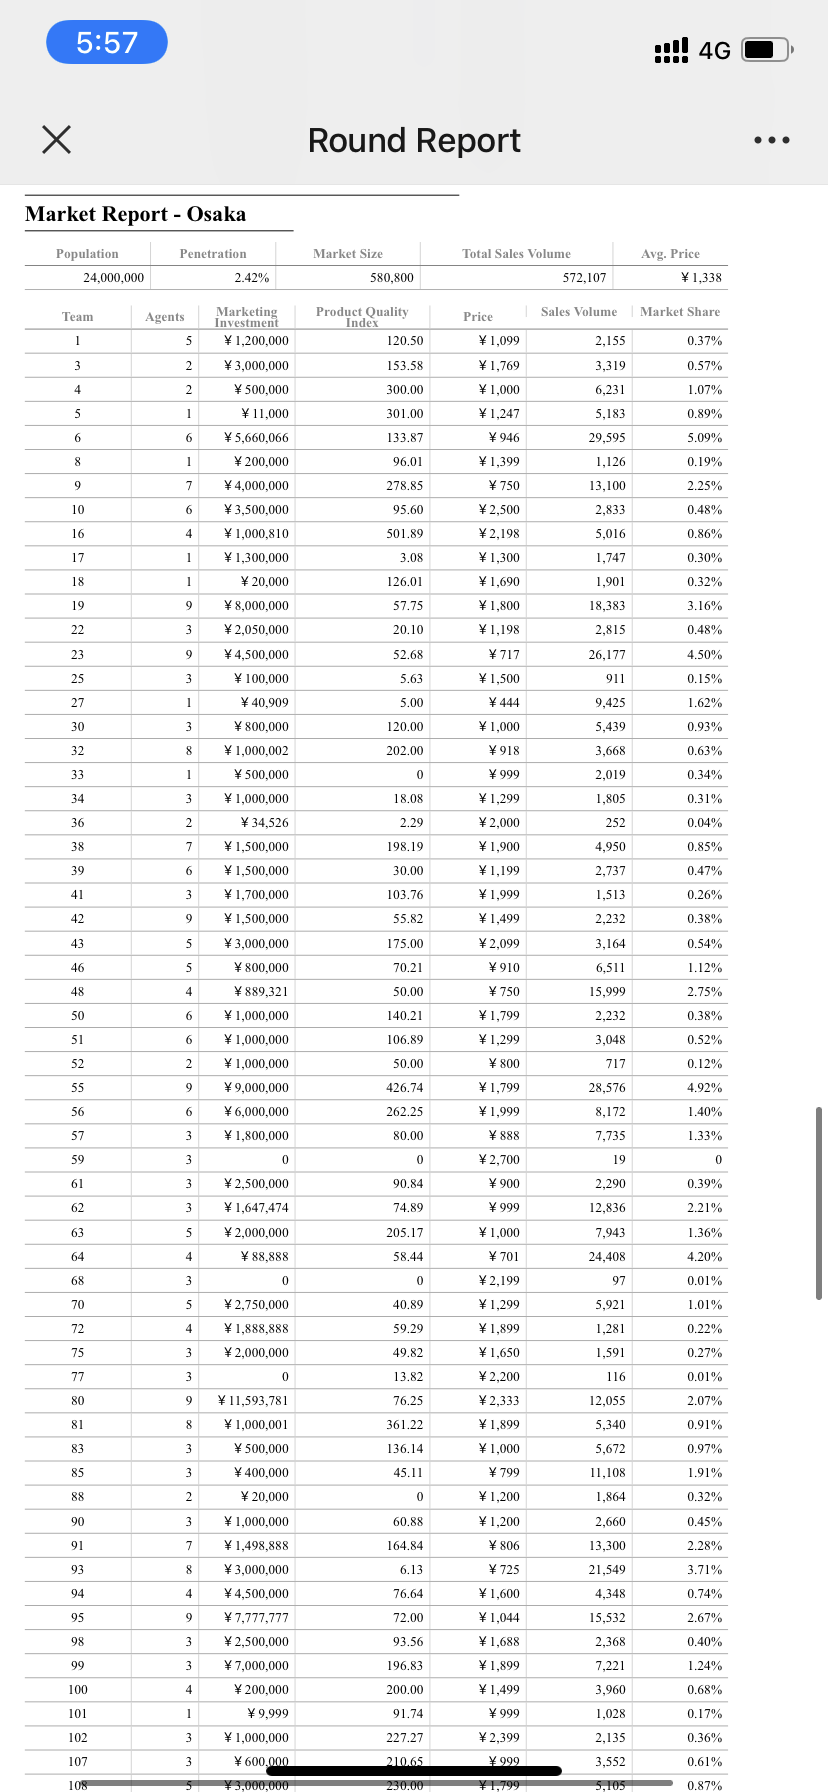 5:57
4G
Round Report
Market Report - Osaka
Population Penetration Market Size Total Sales Volume Avg. Price
24,000,000 2.42% 580,800 572,107 ¥ 1,338
Team Agents Marketing Investment Product Quality Index Price Sales Volume Market Share
1 5 ¥ 1,200,000 120.50 ¥ 1,099 2,155 0.37%
3 2 ¥ 3,000,000 153.58 ¥ 1,769 3,319 0.57%
4 2 ¥ 500,000 300.00 ¥ 1,000 6,231 1.07%
5 1 ¥ 11,000 301.00 ¥ 1,247 5,183 0.89%
6 6 ¥ 5,660,066 133.87 ¥ 946 29,595 5.09%
8 1 ¥ 200,000 96.01 ¥ 1,399 1,126 0.19%
9 7 ¥ 4,000,000 278.85 ¥ 750 13,100 2.25%
10 6 ¥ 3,500,000 95.60 ¥ 2,500 2,833 0.48%
16 4 ¥ 1,000,810 501.89 ¥ 2,198 5,016 0.86%
17 1 ¥ 1,300,000 3.08 ¥ 1,300 1,747 0.30%
18 1 ¥ 20,000 126.01 ¥ 1,690 1,901 0.32%
19 9 ¥ 8,000,000 57.75 ¥ 1,800 18,383 3.16%
22 3 ¥ 2,050,000 20.10 ¥ 1,198 2,815 0.48%
23 9 ¥ 4,500,000 52.68 ¥ 717 26,177 4.50%
25 3 ¥ 100,000 5.63 ¥ 1,500 911 0.15%
27 1 ¥ 40,909 5.00 ¥ 444 9,425 1.62%
30 3 ¥ 800,000 120.00 ¥ 1,000 5,439 0.93%
32 8 ¥ 1,000,002 202.00 ¥ 918 3,668 0.63%
33 1 ¥ 500,000 0 ¥ 999 2,019 0.34%
34 3 ¥ 1,000,000 18.08 ¥ 1,299 1,805 0.31%
36 2 ¥ 34,526 2.29 ¥ 2,000 252 0.04%
38 7 ¥ 1,500,000 198.19 ¥ 1,900 4,950 0.85%
39 6 ¥ 1,500,000 30.00 ¥ 1,199 2,737 0.47%
41 3 ¥ 1,700,000 103.76 ¥ 1,999 1,513 0.26%
42 9 ¥ 1,500,000 55.82 ¥ 1,499 2,232 0.38%
43 5 ¥ 3,000,000 175.00 ¥ 2,099 3,164 0.54%
46 5 ¥ 800,000 70.21 ¥ 910 6,511 1.12%
48 4 ¥ 889,321 50.00 ¥ 750 15,999 2.75%
50 6 ¥ 1,000,000 140.21 ¥ 1,799 2,232 0.38%
51 6 ¥ 1,000,000 106.89 ¥ 1,299 3,048 0.52%
52 2 ¥ 1,000,000 50.00 ¥ 800 717 0.12%
55 9 ¥ 9,000,000 426.74 ¥ 1,799 28,576 4.92%
56 6 ¥ 6,000,000 262.25 ¥ 1,999 8,172 1.40%
57 3 ¥ 1,800,000 80.00 ¥ 888 7,735 1.33%
59 3 0 0 ¥ 2,700 19 0
61 3 ¥ 2,500,000 90.84 ¥ 900 2,290 0.39%
62 3 ¥ 1,647,474 74.89 ¥ 999 12,836 2.21%
63 5 ¥ 2,000,000 205.17 ¥ 1,000 7,943 1.36%
64 4 ¥ 88,888 58.44 ¥ 701 24,408 4.20%
68 3 0 0 ¥ 2,199 97 0.01%
70 5 ¥ 2,750,000 40.89 ¥ 1,299 5,921 1.01%
72 4 ¥ 1,888,888 59.29 ¥ 1,899 1,281 0.22%
75 3 ¥ 2,000,000 49.82 ¥ 1,650 1,591 0.27%
77 3 0 13.82 ¥ 2,200 116 0.01%
80 9 ¥ 11,593,781 76.25 ¥ 2,333 12,055 2.07%
81 8 ¥ 1,000,001 361.22 ¥ 1,899 5,340 0.91%
83 3 ¥ 500,000 136.14 ¥ 1,000 5,672 0.97%
85 3 ¥ 400,000 45.11 ¥ 799 11,108 1.91%
88 2 ¥ 20,000 0 ¥ 1,200 1,864 0.32%
90 3 ¥ 1,000,000 60.88 ¥ 1,200 2,660 0.45%
91 7 ¥ 1,498,888 164.84 ¥ 806 13,300 2.28%
93 8 ¥ 3,000,000 6.13 ¥ 725 21,549 3.71%
94 4 ¥ 4,500,000 76.64 ¥ 1,600 4,348 0.74%
95 9 ¥ 7,777,777 72.00 ¥ 1,044 15,532 2.67%
98 3 ¥ 2,500,000 93.56 ¥ 1,688 2,368 0.40%
99 3 ¥ 7,000,000 196.83 ¥ 1,899 7,221 1.24%
100 4 ¥ 200,000 200.00 ¥ 1,499 3,960 0.68%
101 1 ¥ 9,999 91.74 ¥ 999 1,028 0.17%
102 3 ¥ 1,000,000 227.27 ¥ 2,399 2,135 0.36%
107 3 ¥ 600,000 210.65 ¥ 999 3,552 0.61%
108 5 ¥ 3,000,000 230.00 ¥ 1,799 5,105 0.87%